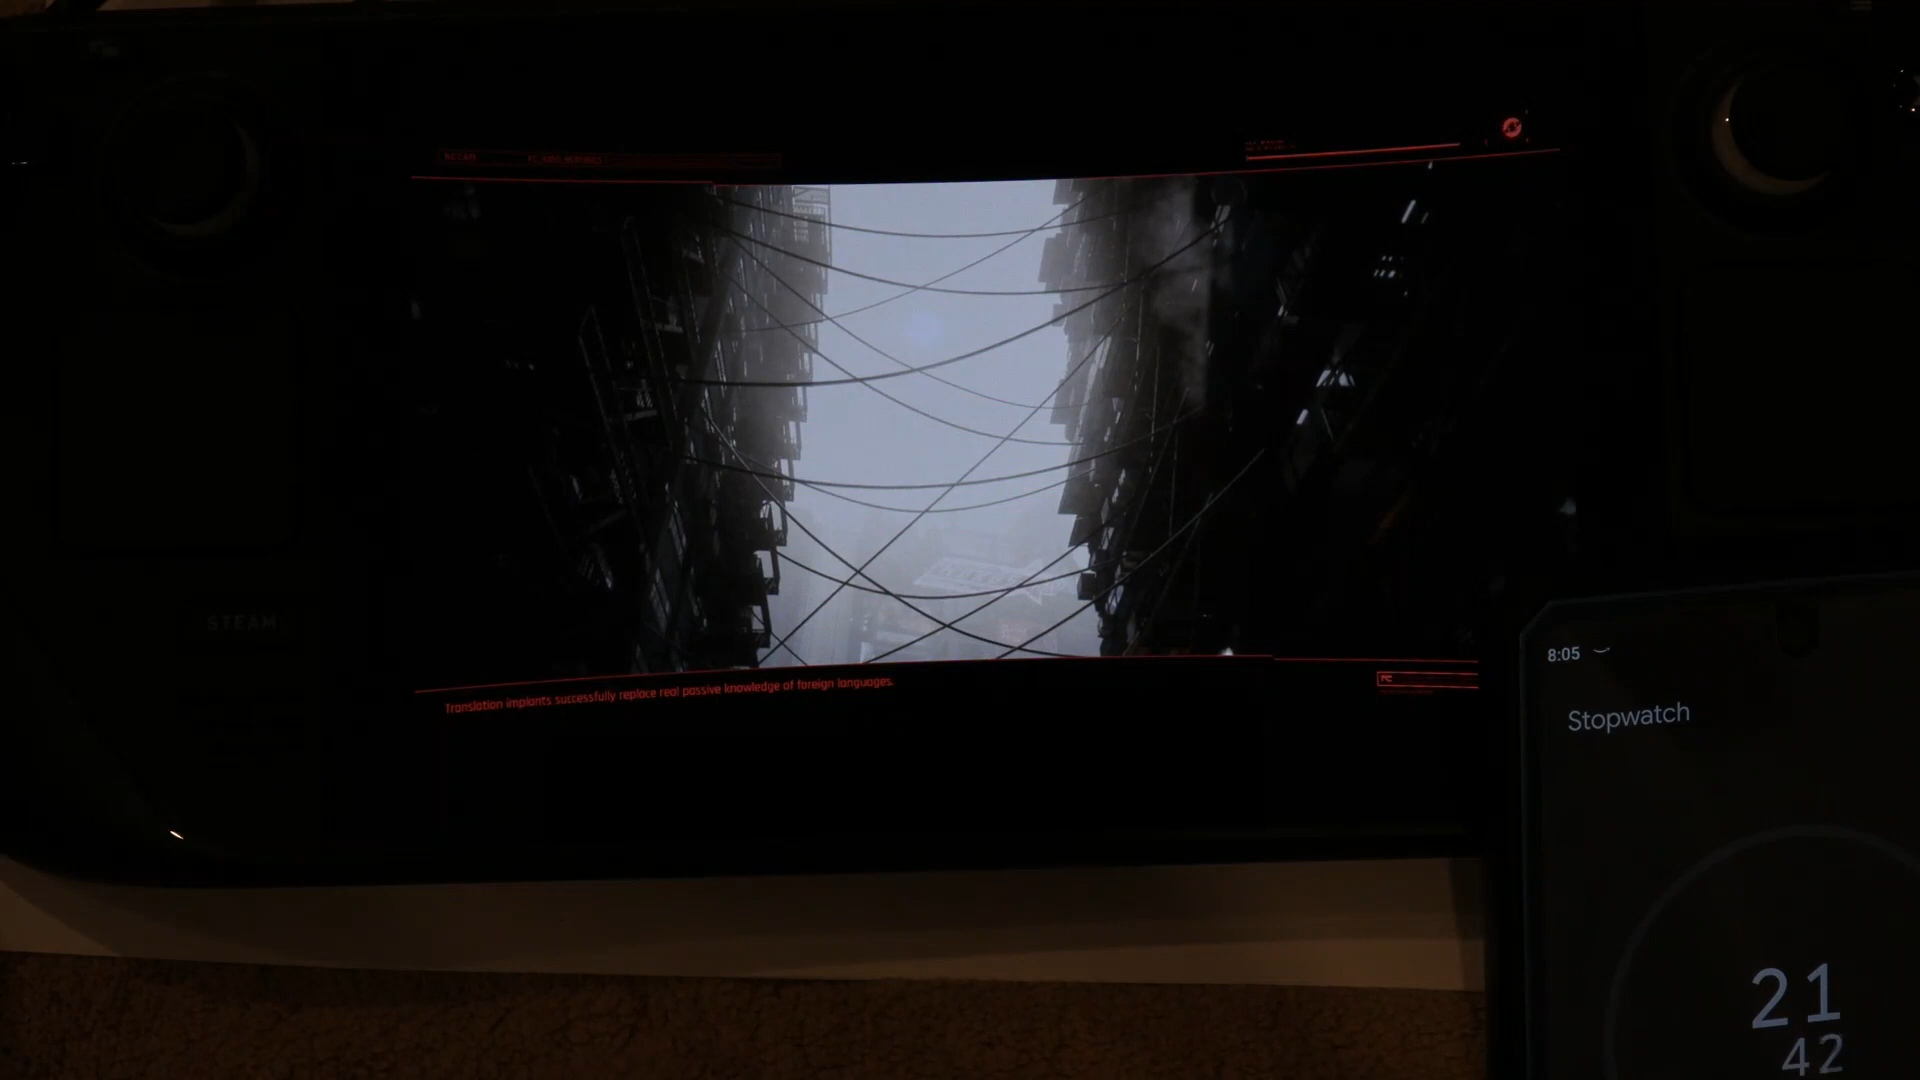 STEAM
Translation implants successfully replace real passive knowledge of foreign languages.
8:05
Stopwatch
21
42